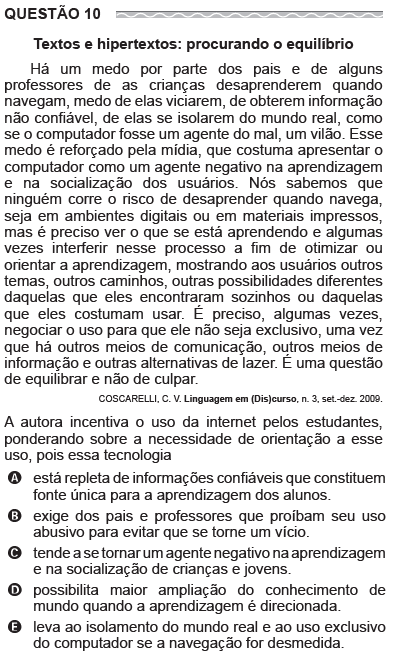 QUESTÃO 10
Textos e hipertextos: procurando o equilíbrio
Há um medo por parte dos pais e de alguns
professores de as crianças desaprenderem quando
navegam, medo de elas viciarem, de obterem informação
não confiável, de elas se isolarem do mundo real, como
se o computador fosse um agente do mal, um vilão. Esse
medo é reforçado pela mídia, que costuma apresentar o
computador como um agente negativo na aprendizagem
e na socialização dos usuários. Nós sabemos que
ninguém corre o risco de desaprender quando navega,
seja em ambientes digitais ou em materiais impressos,
mas é preciso ver o que se está aprendendo e algumas
vezes interferir nesse processo a fim de otimizar ou
orientar a aprendizagem, mostrando aos usuários outros
temas, outros caminhos, outras possibilidades diferentes
daquelas que eles encontraram sozinhos ou daquelas
que eles costumam usar. É preciso, algumas vezes,
negociar o uso para que ele não seja exclusivo, uma vez
que há outros meios de comunicação, outros meios de
informação e outras alternativas de lazer. É uma questão
de equilibrar e não de culpar.
COSCARELLI, C. V. Linguagem em (Dis)curso, n. 3, set.-dez. 2009.
A autora incentiva o uso da internet pelos estudantes,
ponderando sobre a necessidade de orientação a esse
uso, pois essa tecnologia
A está repleta de informações confiáveis que constituem
fonte única para a aprendizagem dos alunos.
B exige dos pais e professores que proíbam seu uso
abusivo para evitar que se torne um vício.
C tende a se tornar um agente negativo na aprendizagem
e na socialização de crianças e jovens.
D possibilita maior ampliação do conhecimento de
mundo quando a aprendizagem é direcionada.
E leva ao isolamento do mundo real e ao uso exclusivo
do computador se a navegação for desmedida.